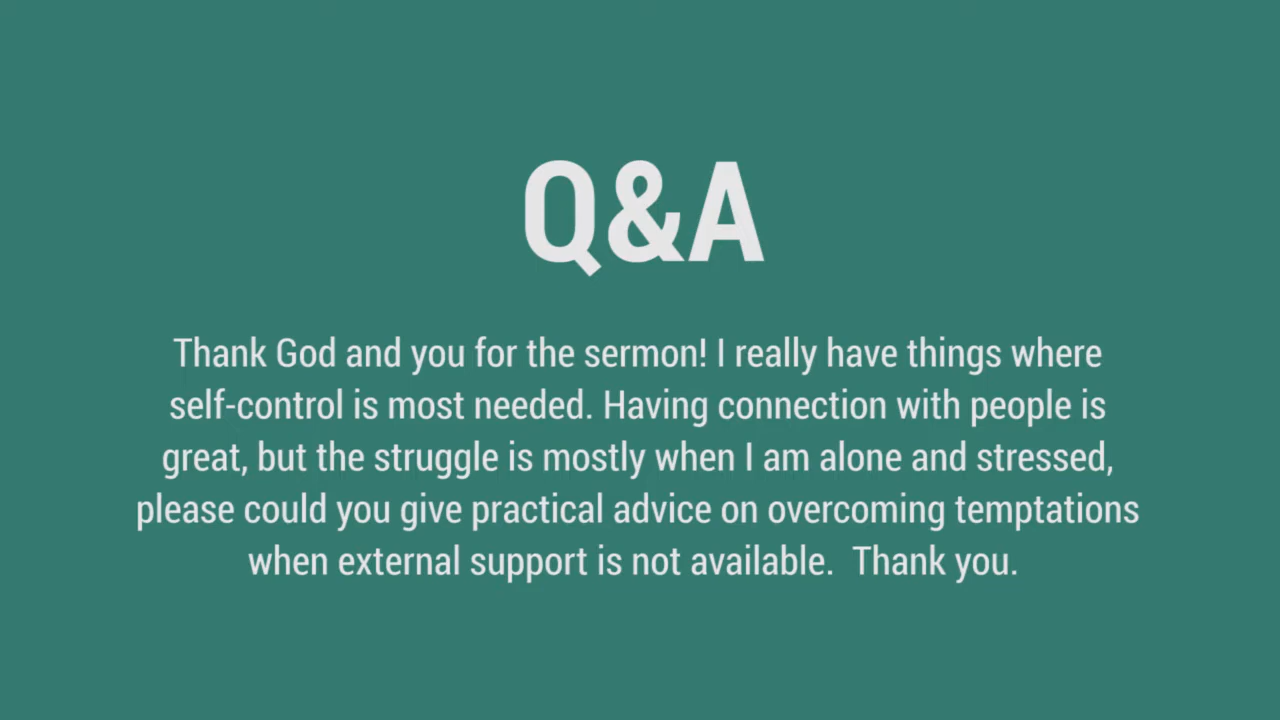 Q&A
Thank God and you for the sermon! I really have things where
self-control is most needed. Having connection with people is
great, but the struggle is mostly when I am alone and stressed,
please could you give practical advice on overcoming temptations
when external support is not available.  Thank you.